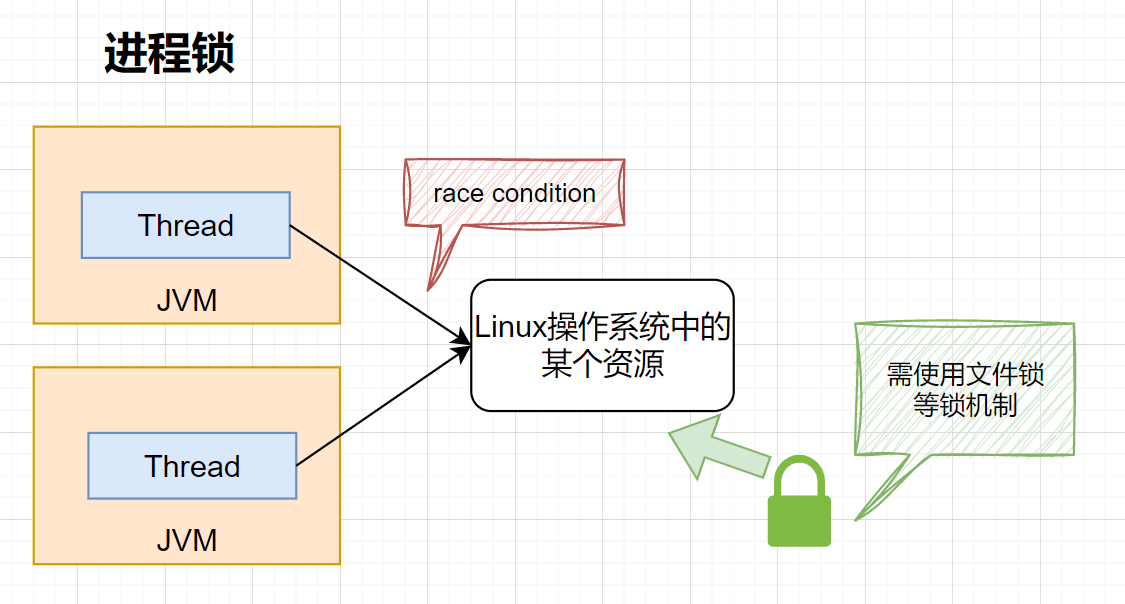 进程锁
Thread
JVM
race condition
Linux操作系统中的
某个资源
Thread
JVM
需使用文件锁
等锁机制